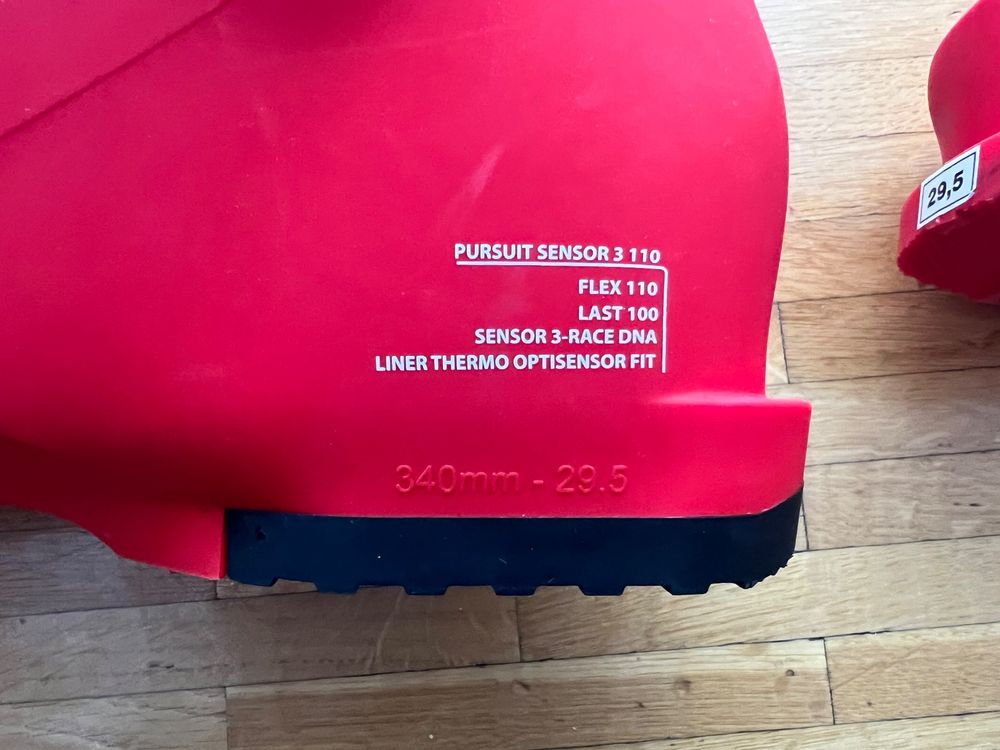 PURSUIT SENSOR 3 110
FLEX 110
LAST 100
SENSOR 3-RACE DNA
LINER THERMO OPTISENSOR FIT
340mm - 29.5
29,5